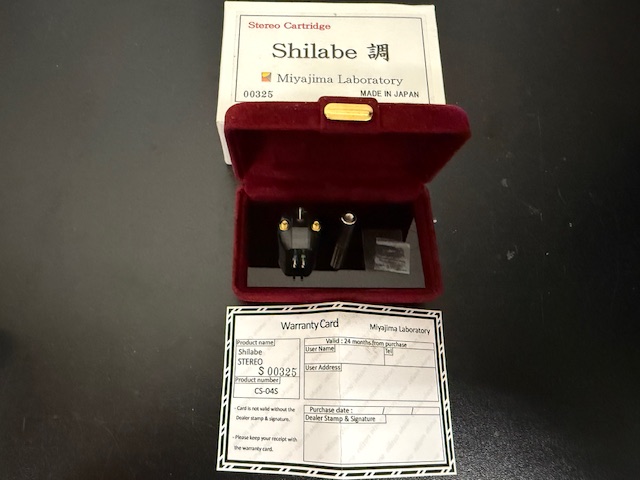 Stereo Cartridge
Shilabe 調
Miyajima Laboratory
00325 MADE IN JAPAN
Warranty Card Miyajima Laboratory
Product name
Shilabe
STEREO
S 00325
Product number
CS-04S
- Card is not valid without the
Dealer stamp & signature.
- Please keep your receipt with
the warranty card.
Valid : 24 months from purchase
User Name
Tel
User Address
Purchase date : / /
Dealer Stamp & Signature